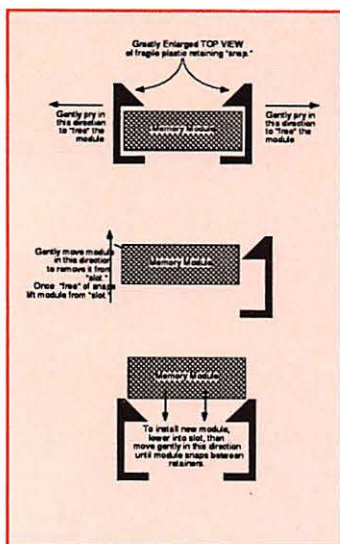 Greatly Enlarged TOP VIEW
of fragile plastic retaining "snap."
Gently pry in
this direction
to "free" the
module
Memory Module
Gently pry in
this direction
to "free" the
module
Gently move module
in this direction
to remove it from
"slot."
Once "free" of snaps
lift module from "slot."
Memory Module
Memory Module
To install new module,
lower into slot, then
move gently in this direction
until module snaps between
retainers.